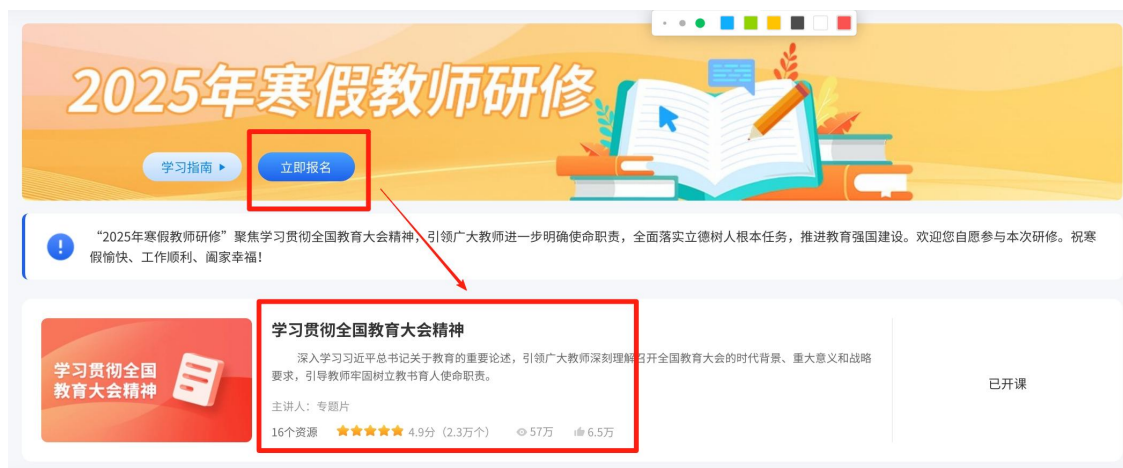 2025年寒假教师研修
学习指南
立即报名
“2025年寒假教师研修”聚焦学习贯彻全国教育大会精神，引领广大教师进一步明确使命职责，全面落实立德树人根本任务，推进教育强国建设。欢迎您自愿参与本次研修。祝寒
假愉快、工作顺利、阖家幸福！
学习贯彻全国
教育大会精神
学习贯彻全国教育大会精神
深入学习习近平总书记关于教育的重要论述，引领广大教师深刻理解召开全国教育大会的时代背景、重大意义和战略
要求，引导教师牢固树立教书育人使命职责。
主讲人：专题片
16个资源 4.9分（2.3万个） 57万 6.5万
已开课